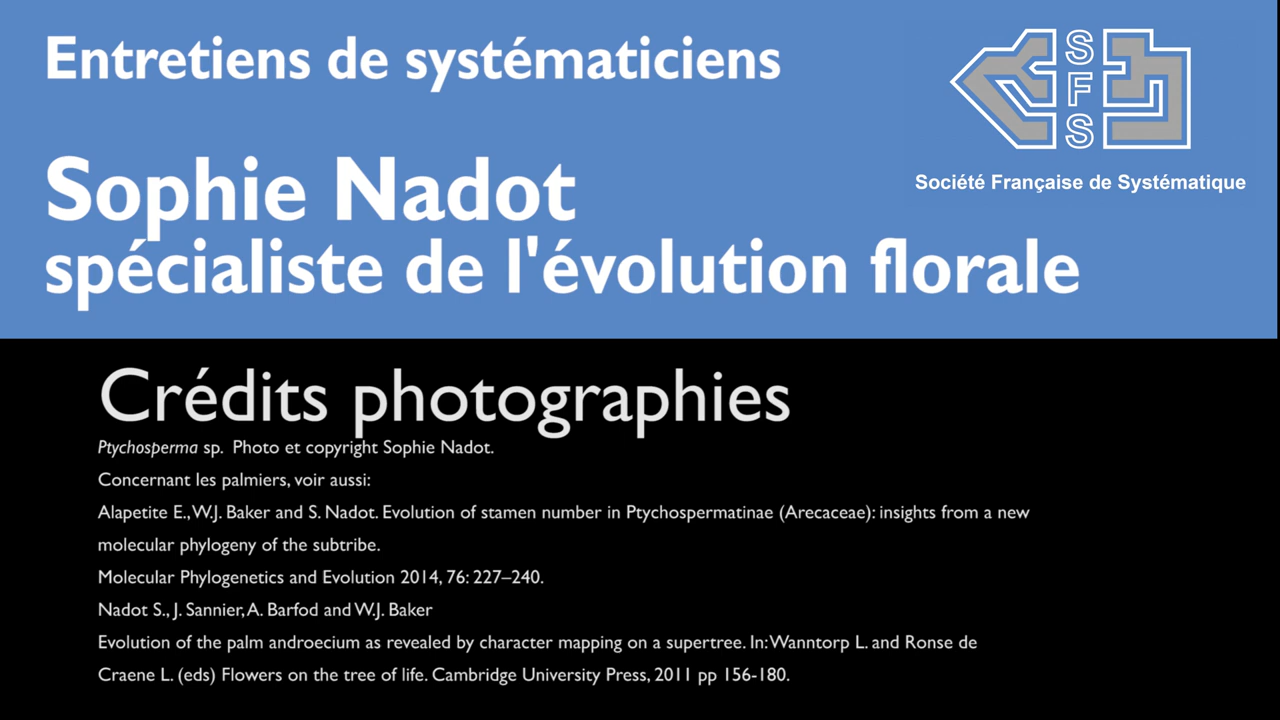 Entretiens de systématiciens
S
F
S
Société Française de Systématique
Sophie Nadot
spécialiste de l'évolution florale
Crédits photographies
Ptychosperma sp.  Photo et copyright Sophie Nadot.
Concernant les palmiers, voir aussi:
Alapetite E., W.J. Baker and S. Nadot. Evolution of stamen number in Ptychospermatinae (Arecaceae): insights from a new
molecular phylogeny of the subtribe.
Molecular Phylogenetics and Evolution 2014, 76: 227–240.
Nadot S., J. Sannier, A. Barfod and W.J. Baker
Evolution of the palm androecium as revealed by character mapping on a supertree. In: Wanntorp L. and Ronse de
Craene L. (eds) Flowers on the tree of life. Cambridge University Press, 2011 pp 156-180.